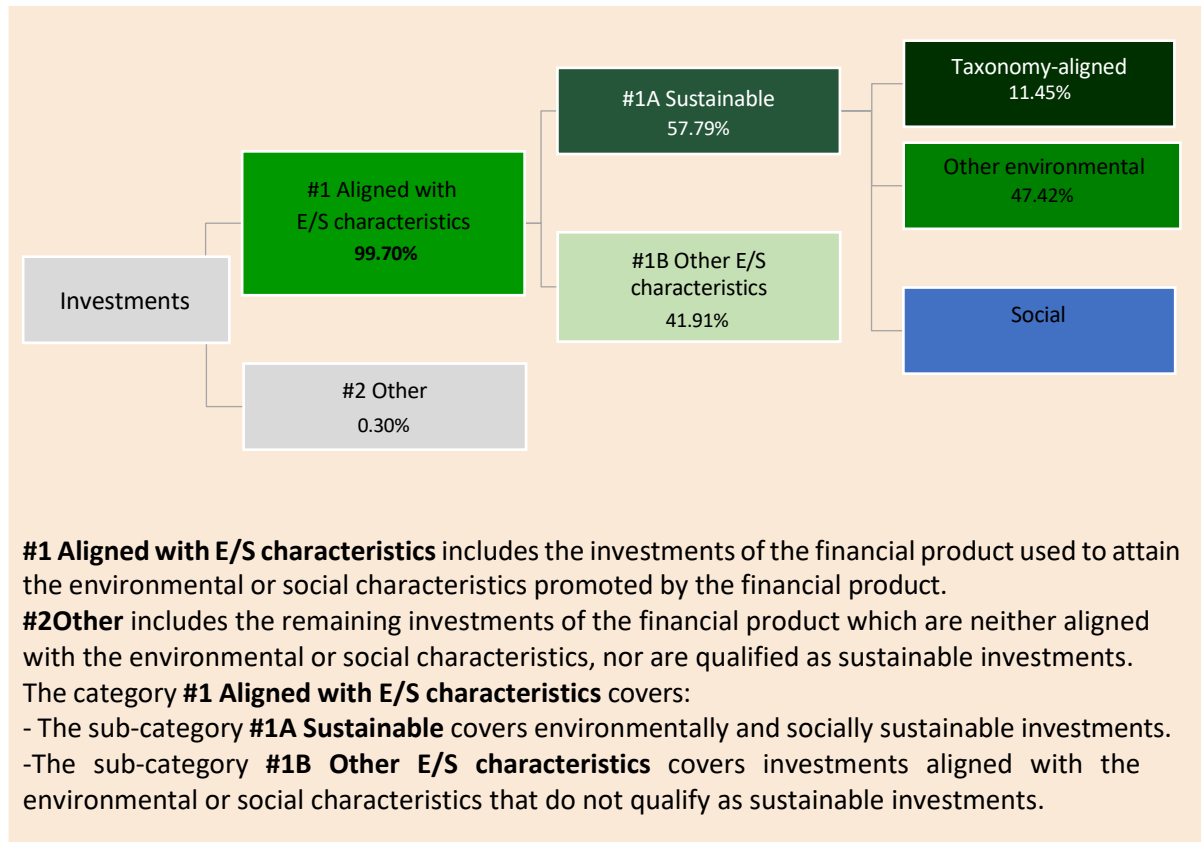 Investments
#1 Aligned with
E/S characteristics
99.70%
#2 Other
0.30%
#1A Sustainable
57.79%
#1B Other E/S
characteristics
41.91%
Taxonomy-aligned
11.45%
Other environmental
47.42%
Social
#1 Aligned with E/S characteristics includes the investments of the financial product used to attain
the environmental or social characteristics promoted by the financial product.
#2Other includes the remaining investments of the financial product which are neither aligned
with the environmental or social characteristics, nor are qualified as sustainable investments.
The category #1 Aligned with E/S characteristics covers:
- The sub-category #1A Sustainable covers environmentally and socially sustainable investments.
-The sub-category #1B Other E/S characteristics covers investments aligned with the
environmental or social characteristics that do not qualify as sustainable investments.